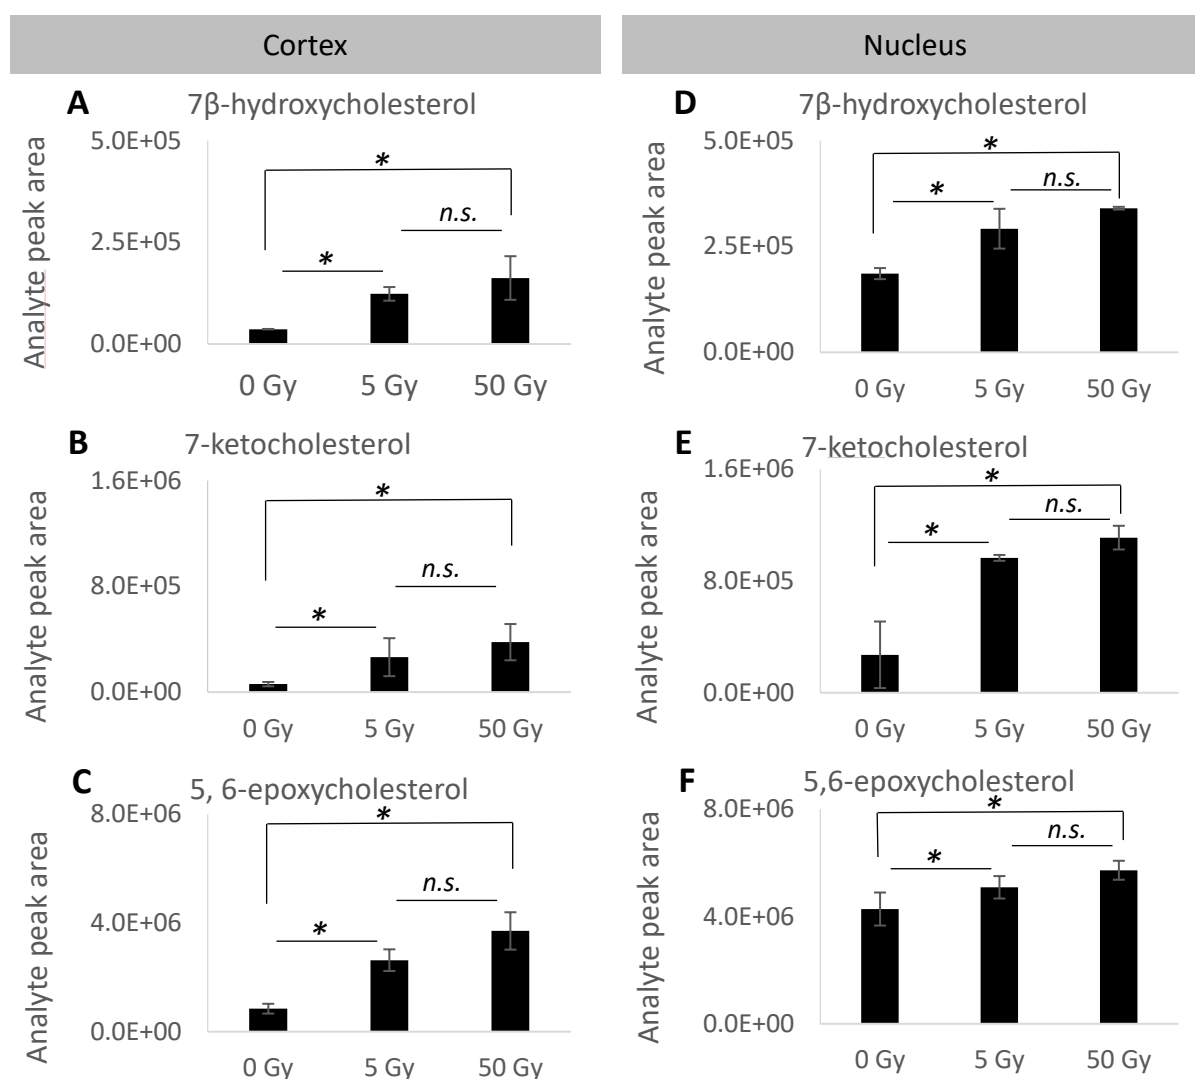 Cortex
A
7β-hydroxycholesterol
Analyte peak area
5.0E+05
2.5E+05
0.0E+00
*
*
n.s.
0 Gy 5 Gy 50 Gy
B
7-ketocholesterol
Analyte peak area
1.6E+06
8.0E+05
0.0E+00
*
*
n.s.
0 Gy 5 Gy 50 Gy
C
5, 6-epoxycholesterol
Analyte peak area
8.0E+06
4.0E+06
0.0E+00
*
*
n.s.
0 Gy 5 Gy 50 Gy
Nucleus
D
7β-hydroxycholesterol
Analyte peak area
5.0E+05
2.5E+05
0.0E+00
*
*
n.s.
0 Gy 5 Gy 50 Gy
E
7-ketocholesterol
Analyte peak area
1.6E+06
8.0E+05
0.0E+00
*
*
n.s.
0 Gy 5 Gy 50 Gy
F
5,6-epoxycholesterol
Analyte peak area
8.0E+06
4.0E+06
0.0E+00
*
*
n.s.
0 Gy 5 Gy 50 Gy